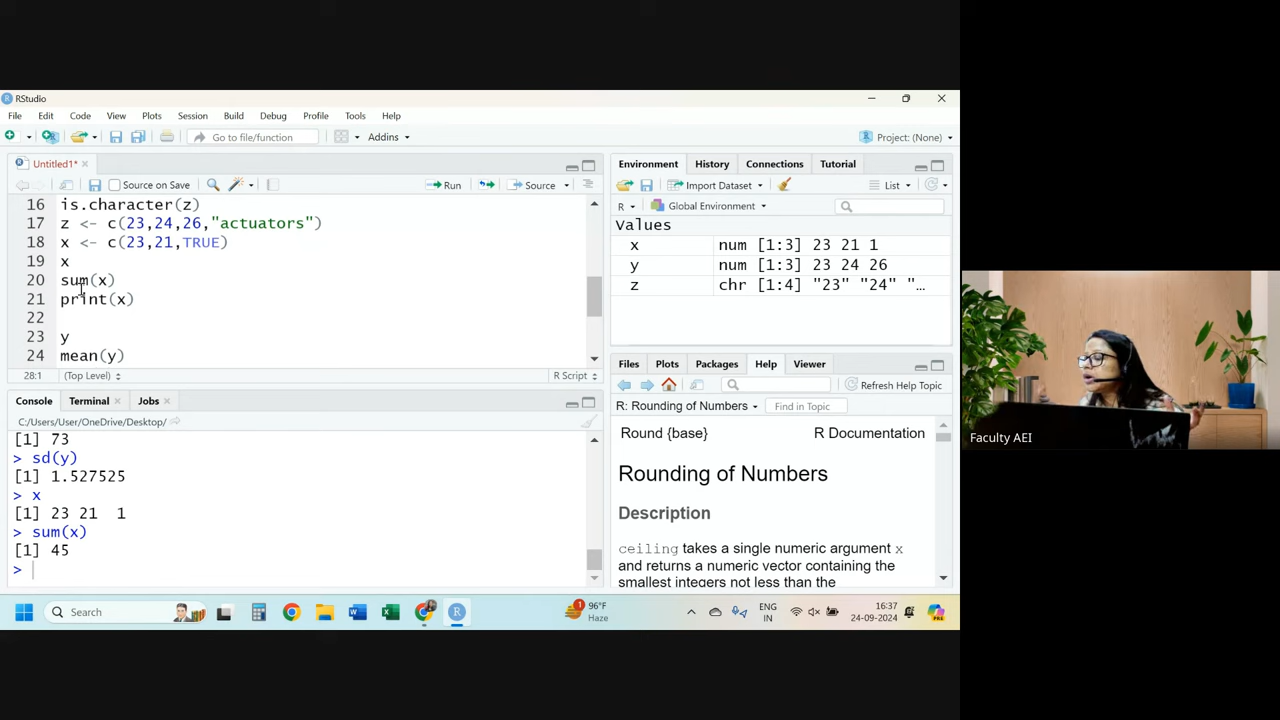 RStudio
File Edit Code View Plots Session Build Debug Profile Tools Help
Go to file/function
Addins
Project: (None)
Untitled1*
Source on Save
Run
Source
16 is.character(z)
17 z <- c(23,24,26,"actuators")
18 x <- c(23,21,TRUE)
19 x
20 sum(x)
21 print(x)
22
23 y
24 mean(y)
28:1 (Top Level) R Script
Console Terminal Jobs
C:/Users/User/OneDrive/Desktop/
[1] 73
> sd(y)
[1] 1.527525
> x
[1] 23 21 1
> sum(x)
[1] 45
>
Environment History Connections Tutorial
Import Dataset
List
R Global Environment
Values
x num [1:3] 23 21 1
y num [1:3] 23 24 26
z chr [1:4] "23" "24" "…
Files Plots Packages Help Viewer
Refresh Help Topic
R: Rounding of Numbers
Find in Topic
Round {base} R Documentation
Rounding of Numbers
Description
ceiling takes a single numeric argument x
and returns a numeric vector containing the
smallest integers not less than the
Search
96°F
Haze
ENG
IN
16:37
24-09-2024
Faculty AEI